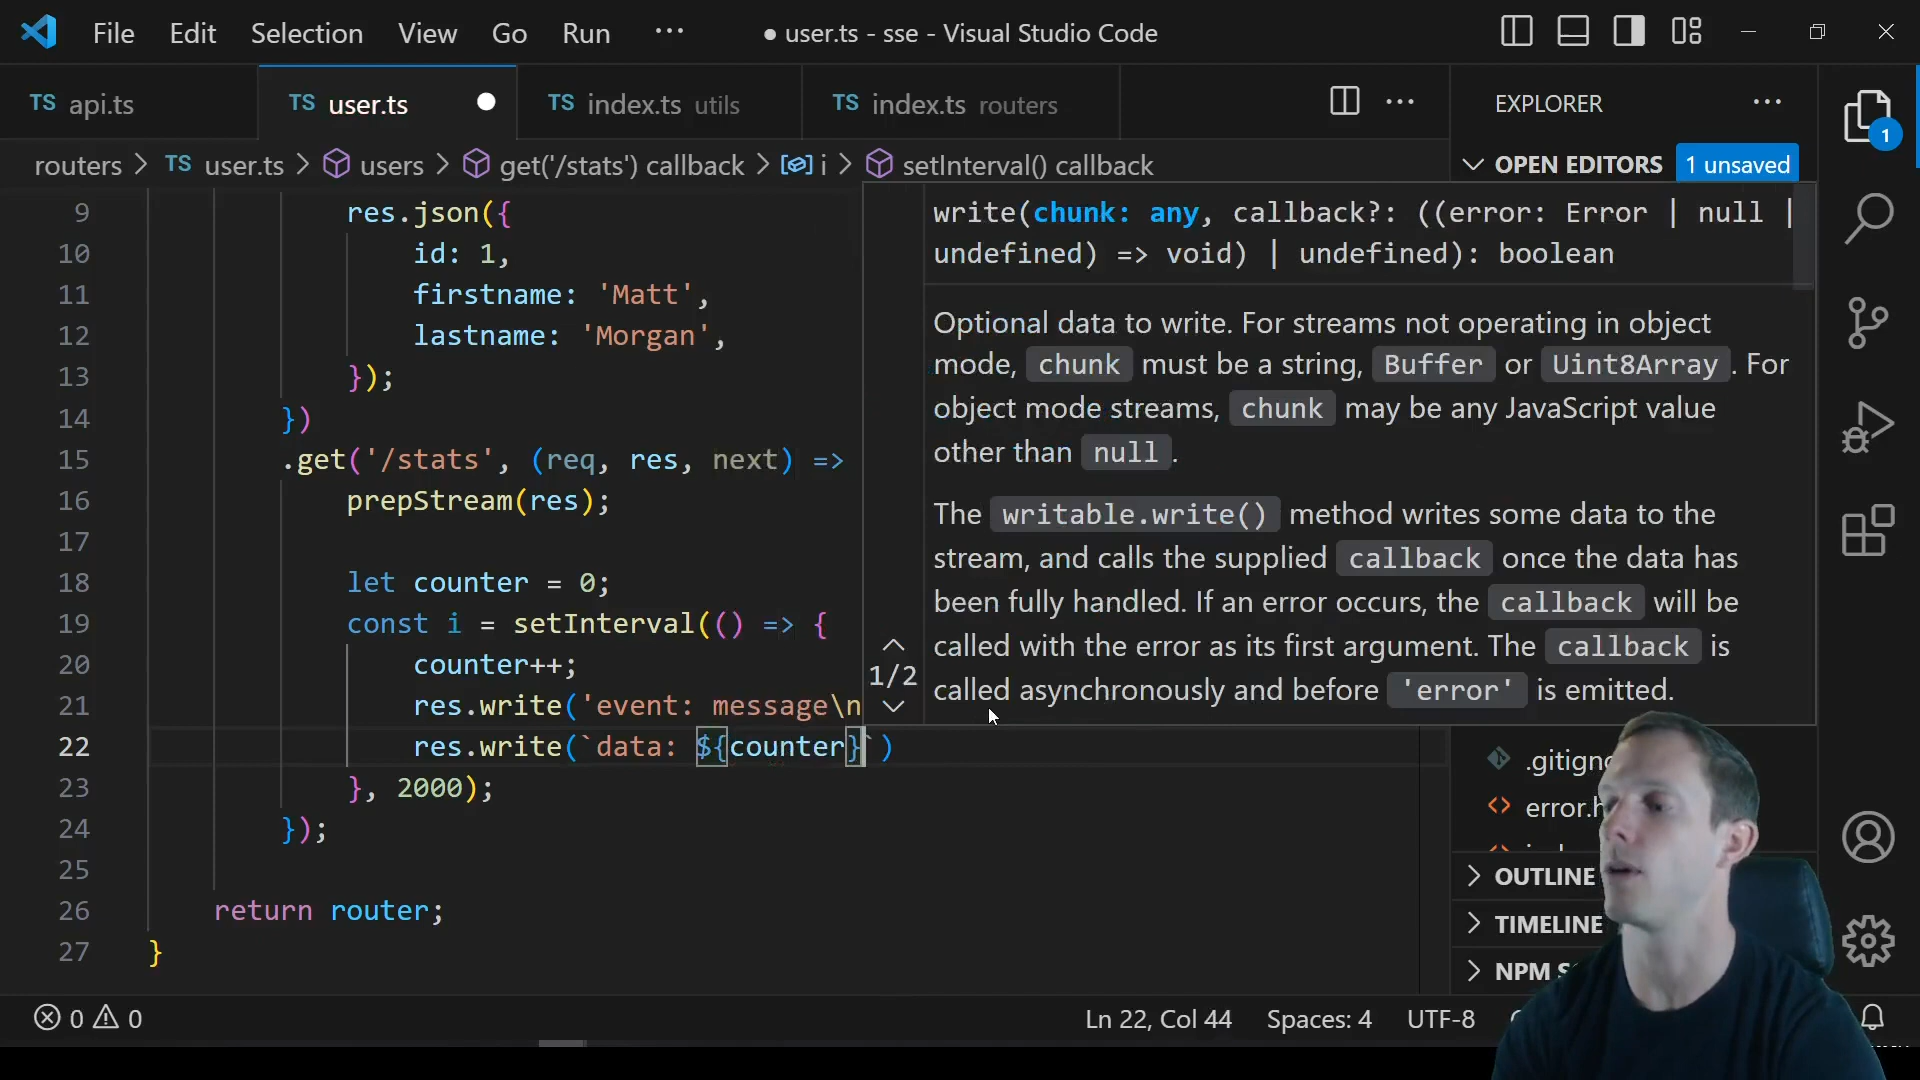 File Edit Selection View Go Run ··· ● user.ts - sse - Visual Studio Code
TS api.ts TS user.ts TS index.ts utils TS index.ts routers
EXPLORER
routers > TS user.ts > users > get('/stats') callback > i > setInterval() callback
OPEN EDITORS 1 unsaved
1
9 res.json({
10 id: 1,
11 firstname: 'Matt',
12 lastname: 'Morgan',
13 });
14 })
15 .get('/stats', (req, res, next) =>
16 prepStream(res);
17
18 let counter = 0;
19 const i = setInterval(() => {
20 counter++;
21 res.write('event: message\n
22 res.write(`data: ${counter}`)
23 }, 2000);
24 });
25
26 return router;
27 }
1/2
write(chunk: any, callback?: ((error: Error | null |
undefined) => void) | undefined): boolean
Optional data to write. For streams not operating in object
mode, chunk must be a string, Buffer or Uint8Array. For
object mode streams, chunk may be any JavaScript value
other than null.
The writable.write() method writes some data to the
stream, and calls the supplied callback once the data has
been fully handled. If an error occurs, the callback will be
called with the error as its first argument. The callback is
called asynchronously and before 'error' is emitted.
OUTLINE
TIMELINE
NPM
0 0
Ln 22, Col 44 Spaces: 4 UTF-8